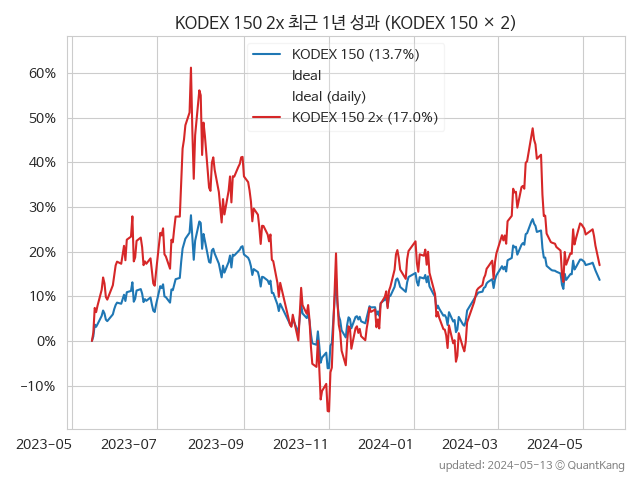 KODEX 150 2x 최근 1년 성과 (KODEX 150 × 2)
KODEX 150 (13.7%)
Ideal
Ideal (daily)
KODEX 150 2x (17.0%)
60%
50%
40%
30%
20%
10%
0%
−10%
2023-05 2023-07 2023-09 2023-11 2024-01 2024-03 2024-05
updated: 2024-05-13 ⓒ QuantKang